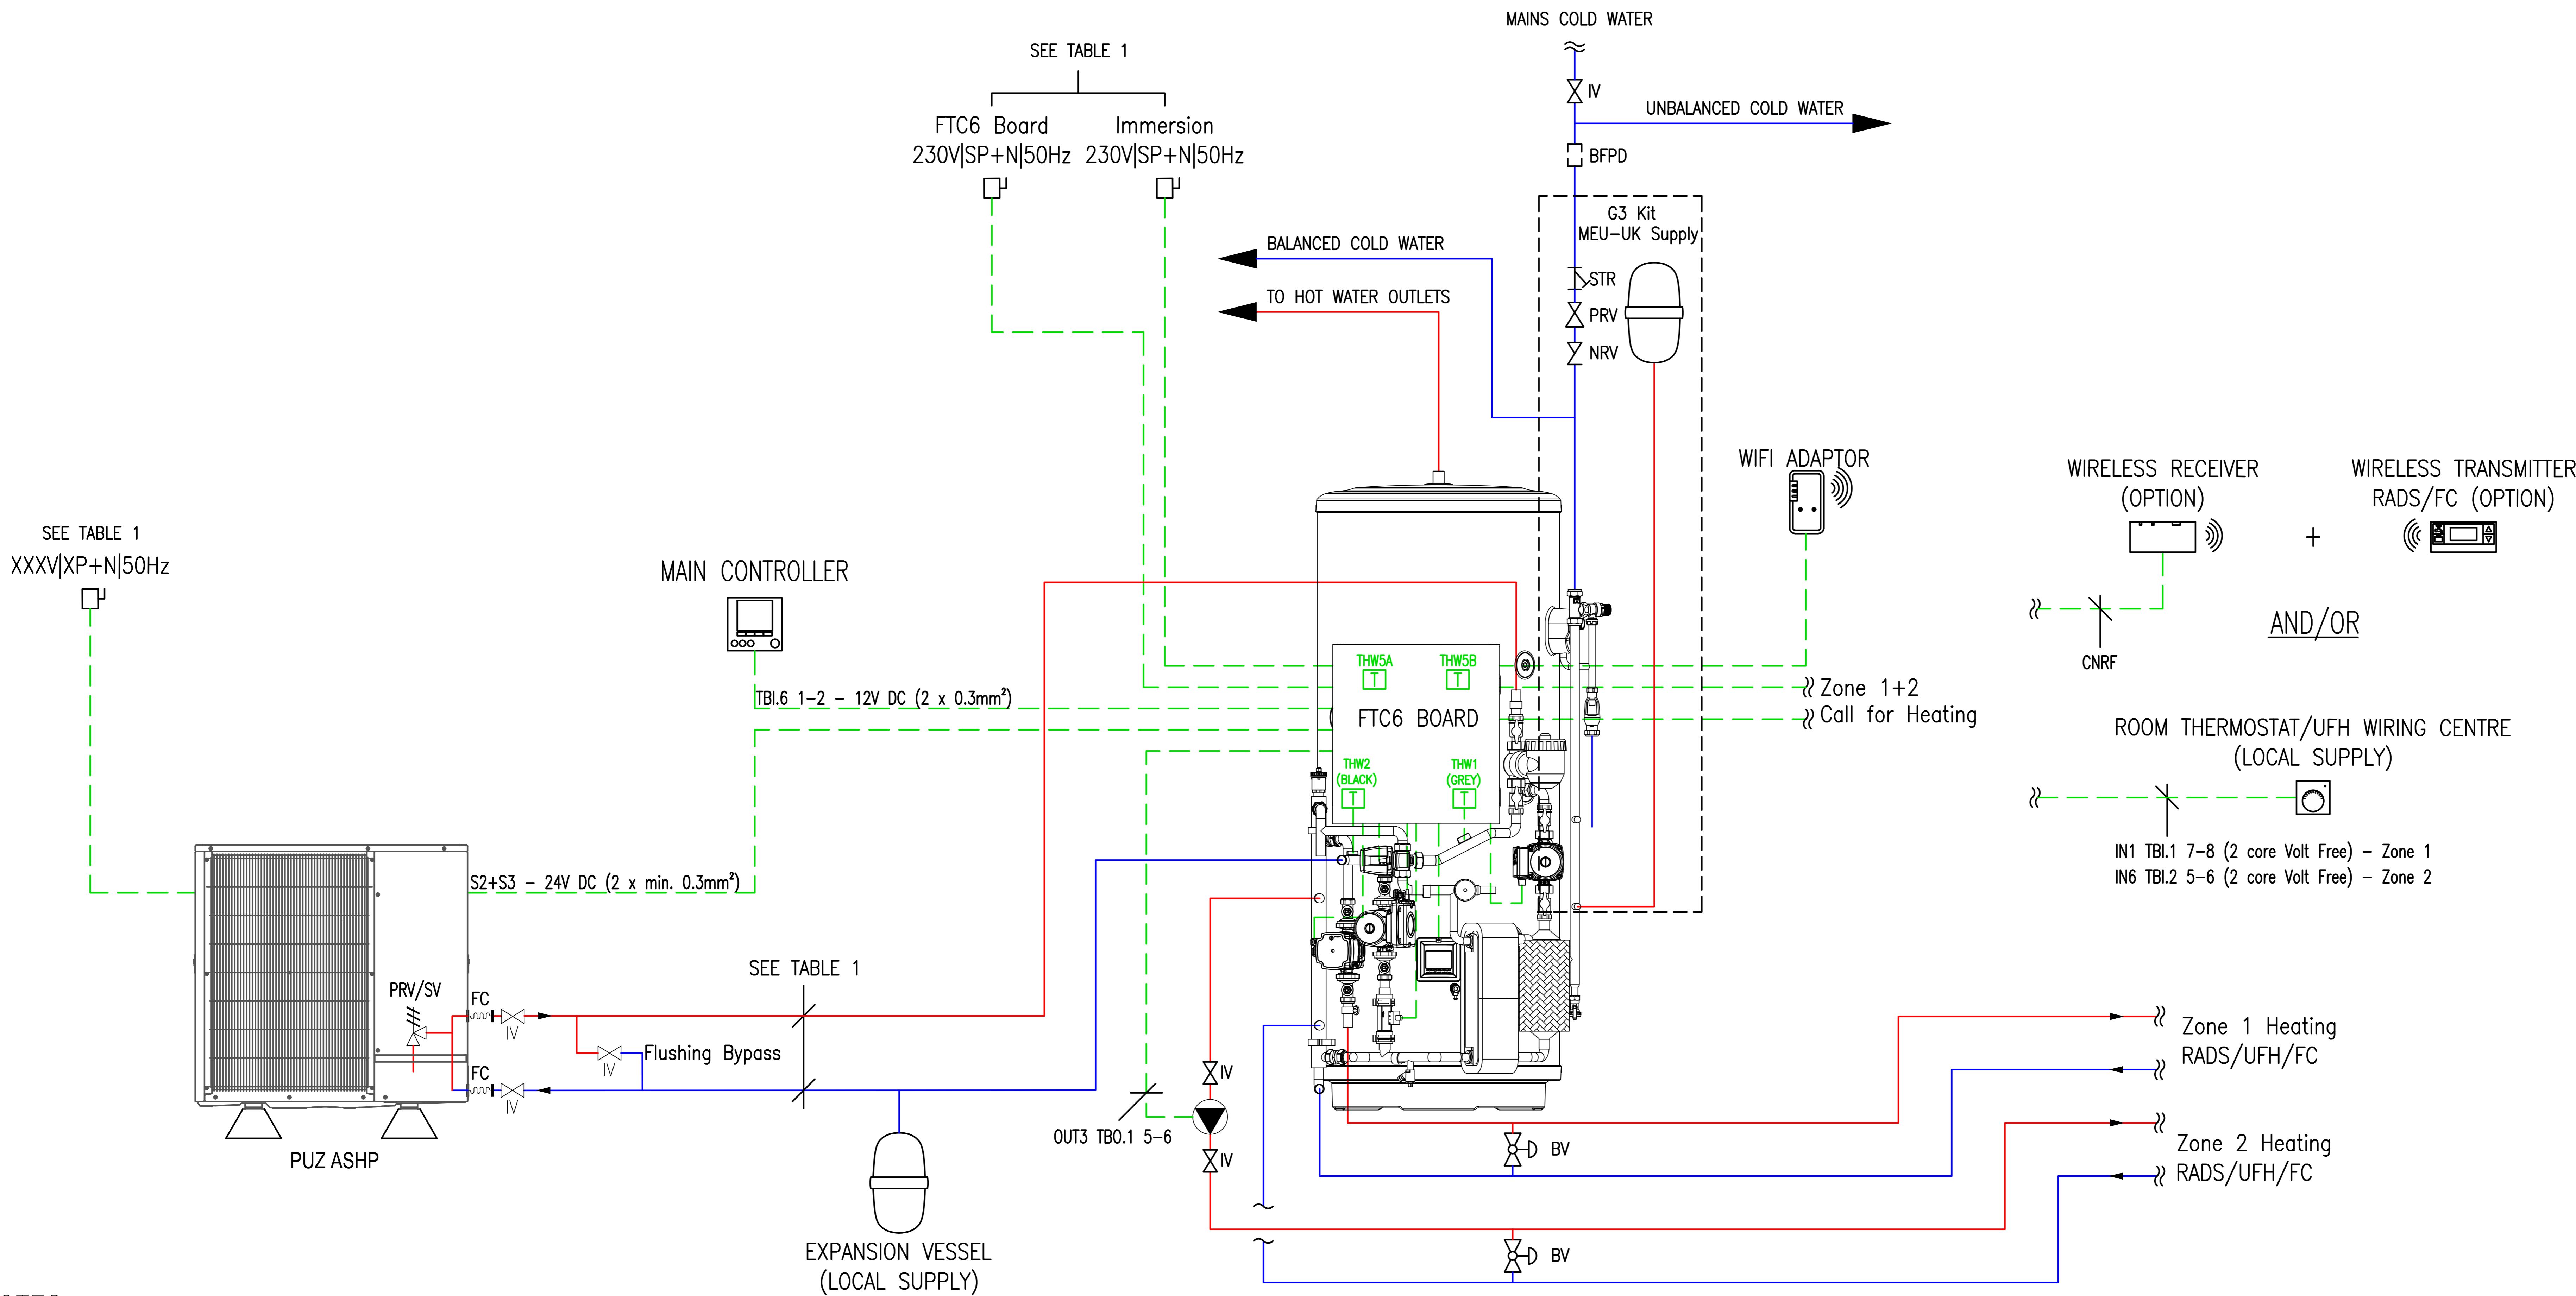 MAINS COLD WATER
SEE TABLE 1
IV
UNBALANCED COLD WATER
FTC6 Board
230V|SP+N|50Hz
Immersion
230V|SP+N|50Hz
BFPD
G3 Kit
MEU-UK Supply
BALANCED COLD WATER
STR
TO HOT WATER OUTLETS
PRV
NRV
WIFI ADAPTOR
WIRELESS RECEIVER
(OPTION)
WIRELESS TRANSMITTER
RADS/FC (OPTION)
+
SEE TABLE 1
XXXV|XP+N|50Hz
MAIN CONTROLLER
AND/OR
CNRF
THW5A
T
THW5B
T
TBI.6 1-2 - 12V DC (2 x 0.3mm²)
FTC6 BOARD
Zone 1+2
Call for Heating
ROOM THERMOSTAT/UFH WIRING CENTRE
(LOCAL SUPPLY)
THW2
(BLACK)
T
THW1
(GREY)
T
IN1 TBI.1 7-8 (2 core Volt Free) - Zone 1
IN6 TBI.2 5-6 (2 core Volt Free) - Zone 2
S2+S3 - 24V DC (2 x min. 0.3mm²)
SEE TABLE 1
PRV/SV
FC
IV
Flushing Bypass
IV
FC
IV
Zone 1 Heating
RADS/UFH/FC
IV
OUT3 TBO.1 5-6
IV
BV
PUZ ASHP
Zone 2 Heating
RADS/UFH/FC
EXPANSION VESSEL
(LOCAL SUPPLY)
BV